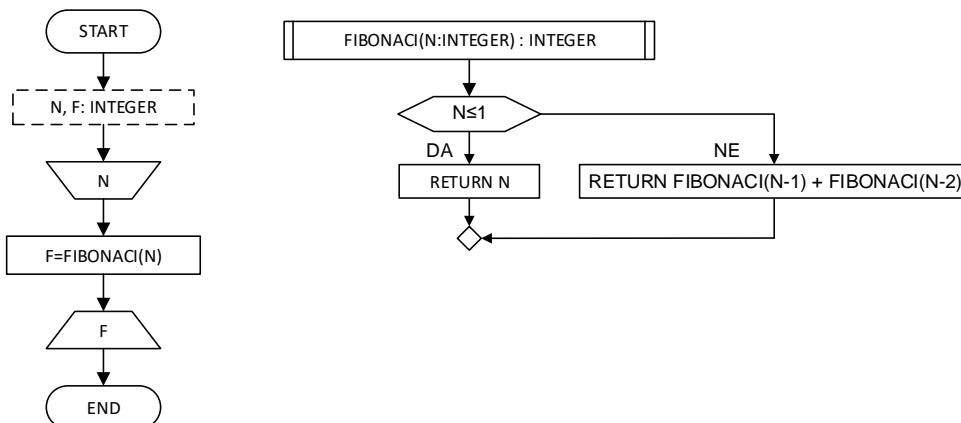 START
N, F: INTEGER
N
F=FIBONACI(N)
F
END
FIBONACI(N:INTEGER) : INTEGER
N≤1
DA
NE
RETURN N
RETURN FIBONACI(N-1) + FIBONACI(N-2)